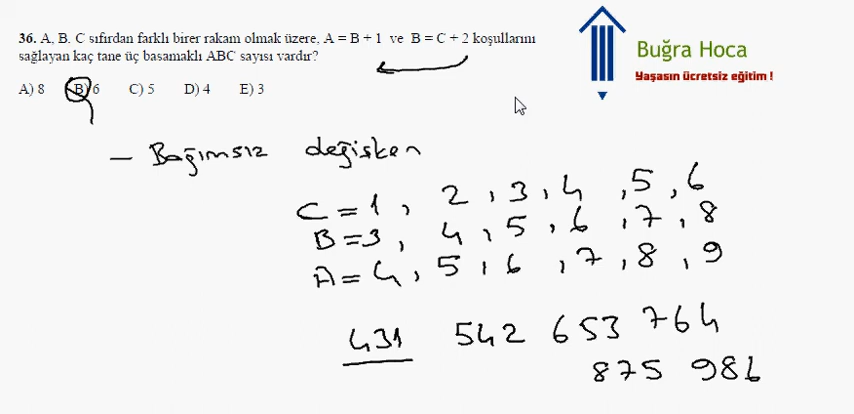 36. A, B. C sıfırdan farklı birer rakam olmak üzere, A = B + 1 ve B = C + 2 koşullarını
sağlayan kaç tane üç basamaklı ABC sayısı vardır?
A) 8 B) 6 C) 5 D) 4 E) 3
Buğra Hoca
Yaşasın ücretsiz eğitim !
– Bağımsız değişken
C = 1, 2, 3, 4, 5, 6
B = 3, 4, 5, 6, 7, 8
A = 4, 5, 6, 7, 8, 9
431 542 653 764
875 986